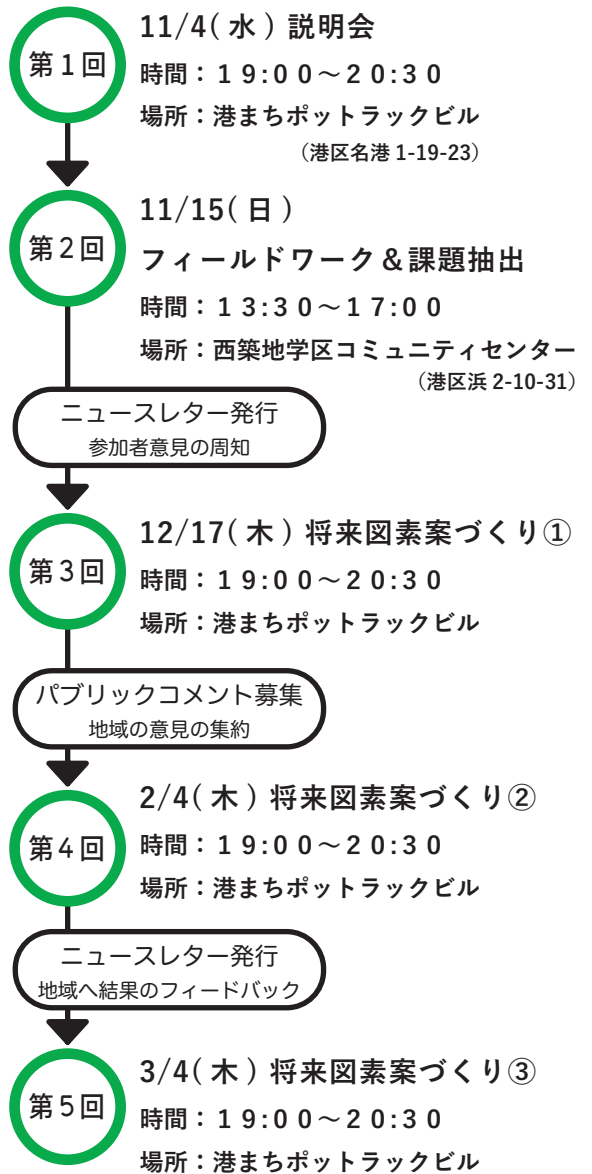 第1回
11/4(水)説明会
時間：19:00〜20:30
場所：港まちポットラックビル
（港区名港 1-19-23）
第2回
11/15(日)
フィールドワーク＆課題抽出
時間：13:30〜17:00
場所：西築地学区コミュニティセンター
（港区浜 2-10-31）
ニュースレター発行
参加者意見の周知
第3回
12/17(木)将来図素案づくり①
時間：19:00〜20:30
場所：港まちポットラックビル
パブリックコメント募集
地域の意見の集約
第4回
2/4(木)将来図素案づくり②
時間：19:00〜20:30
場所：港まちポットラックビル
ニュースレター発行
地域へ結果のフィードバック
第5回
3/4(木)将来図素案づくり③
時間：19:00〜20:30
場所：港まちポットラックビル